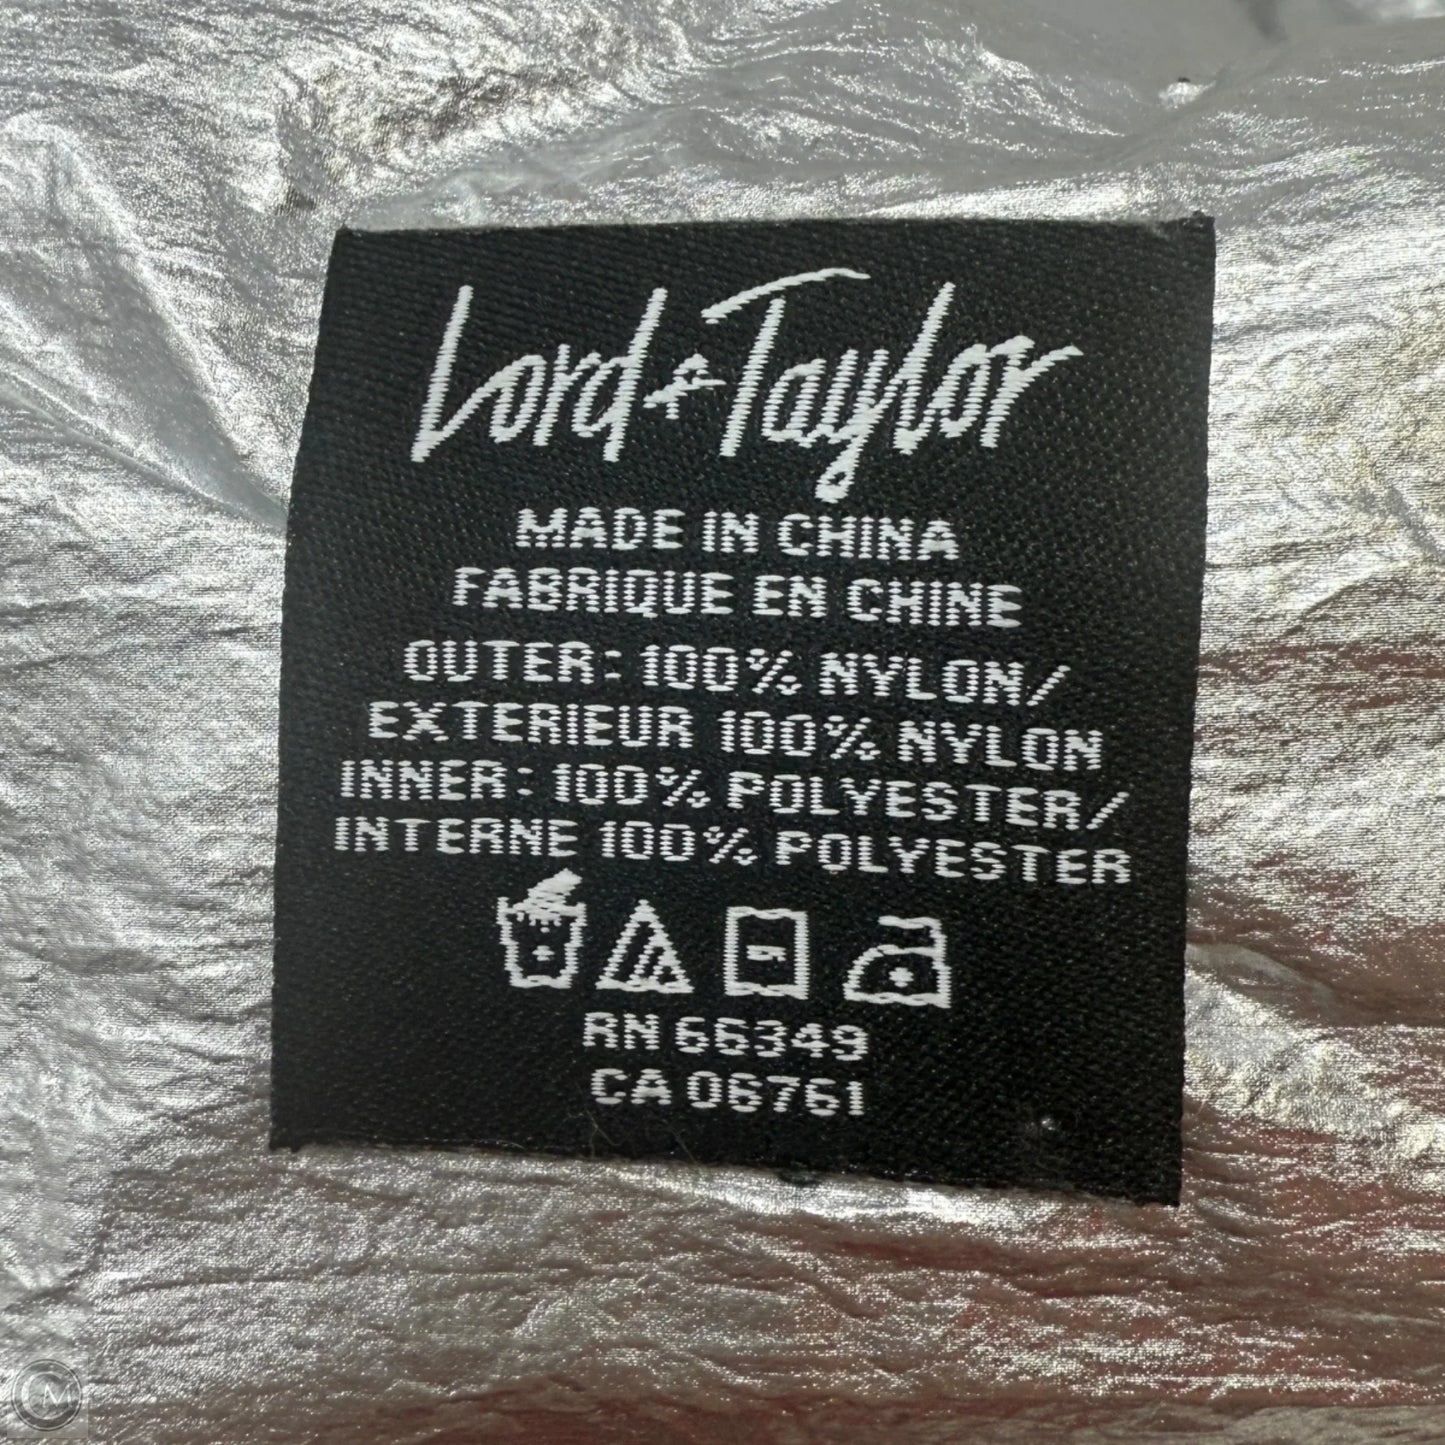 Lord & Taylor
MADE IN CHINA
FABRIQUE EN CHINE
OUTER: 100% NYLON/
EXTERIEUR 100% NYLON
INNER: 100% POLYESTER/
INTERNE 100% POLYESTER
RN 66349
CA 06761
CM